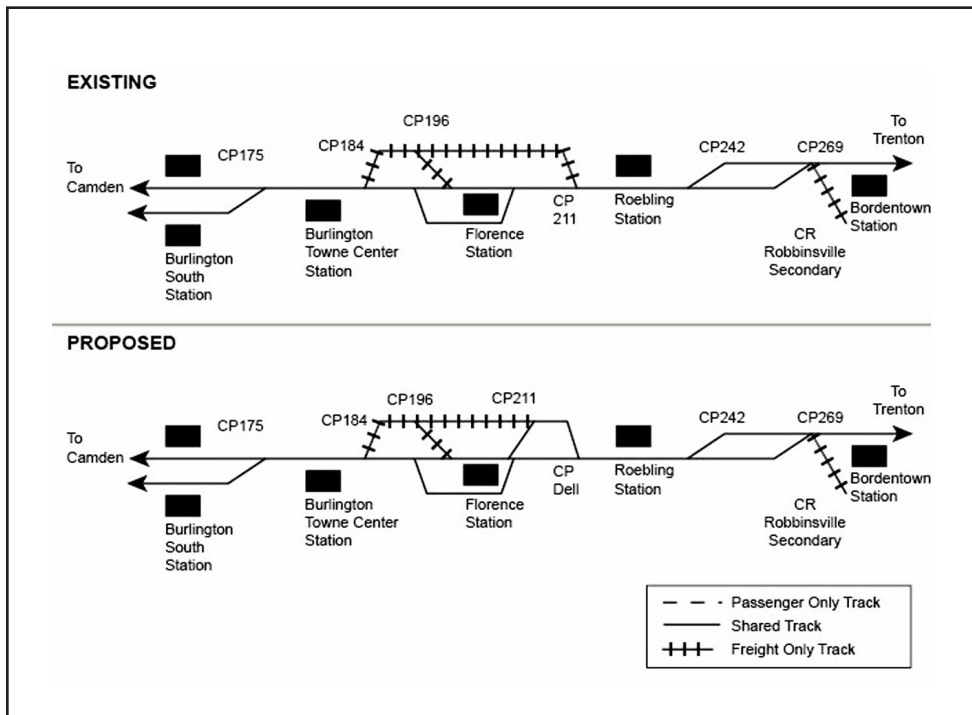 EXISTING
CP196
To
Trenton
CP175
CP184
CP242
CP269
To
Camden
Burlington
South
Station
Burlington
Towne Center
Station
Florence
Station
CP
211
Roebling
Station
CR
Robbinsville
Secondary
Bordentown
Station
PROPOSED
CP196
CP211
To
Trenton
CP175
CP184
CP242
CP269
To
Camden
Burlington
South
Station
Burlington
Towne Center
Station
Florence
Station
CP
Dell
Roebling
Station
CR
Robbinsville
Secondary
Bordentown
Station
Passenger Only Track
Shared Track
Freight Only Track